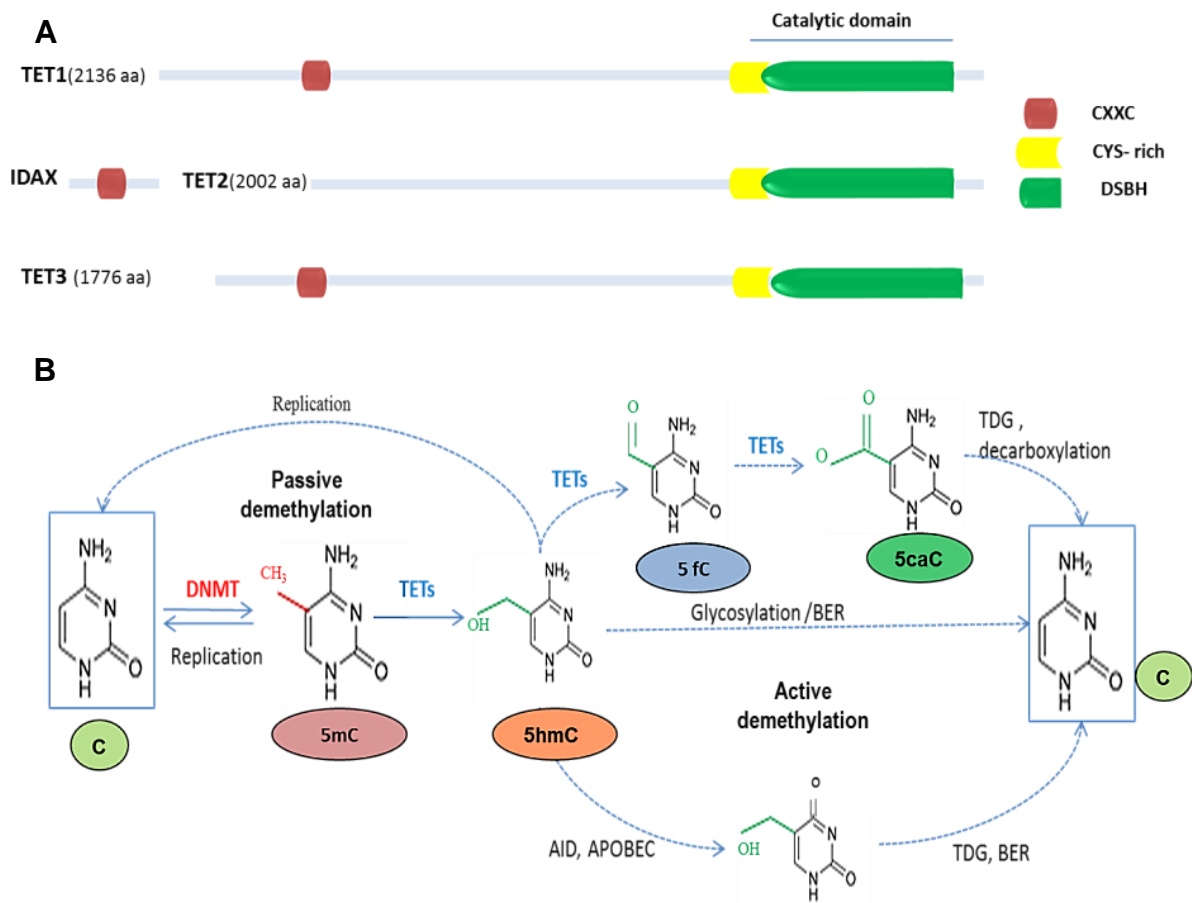 A
Catalytic domain
TET1(2136 aa)
CXXC
CYS- rich
DSBH
IDAX
TET2(2002 aa)
TET3 (1776 aa)
B
Replication
Passive
demethylation
NH₂
N
N
H
O
C
DNMT
Replication
CH₃
NH₂
N
N
H
O
5mC
TETs
OH
NH₂
N
N
H
O
5hmC
TETs
O
NH₂
N
N
H
O
5 fC
TETs
O
O
NH₂
N
N
H
O
5caC
TDG ,
decarboxylation
Glycosylation /BER
NH₂
N
N
H
O
C
Active
demethylation
AID, APOBEC
O
OH
N
N
H
O
TDG, BER